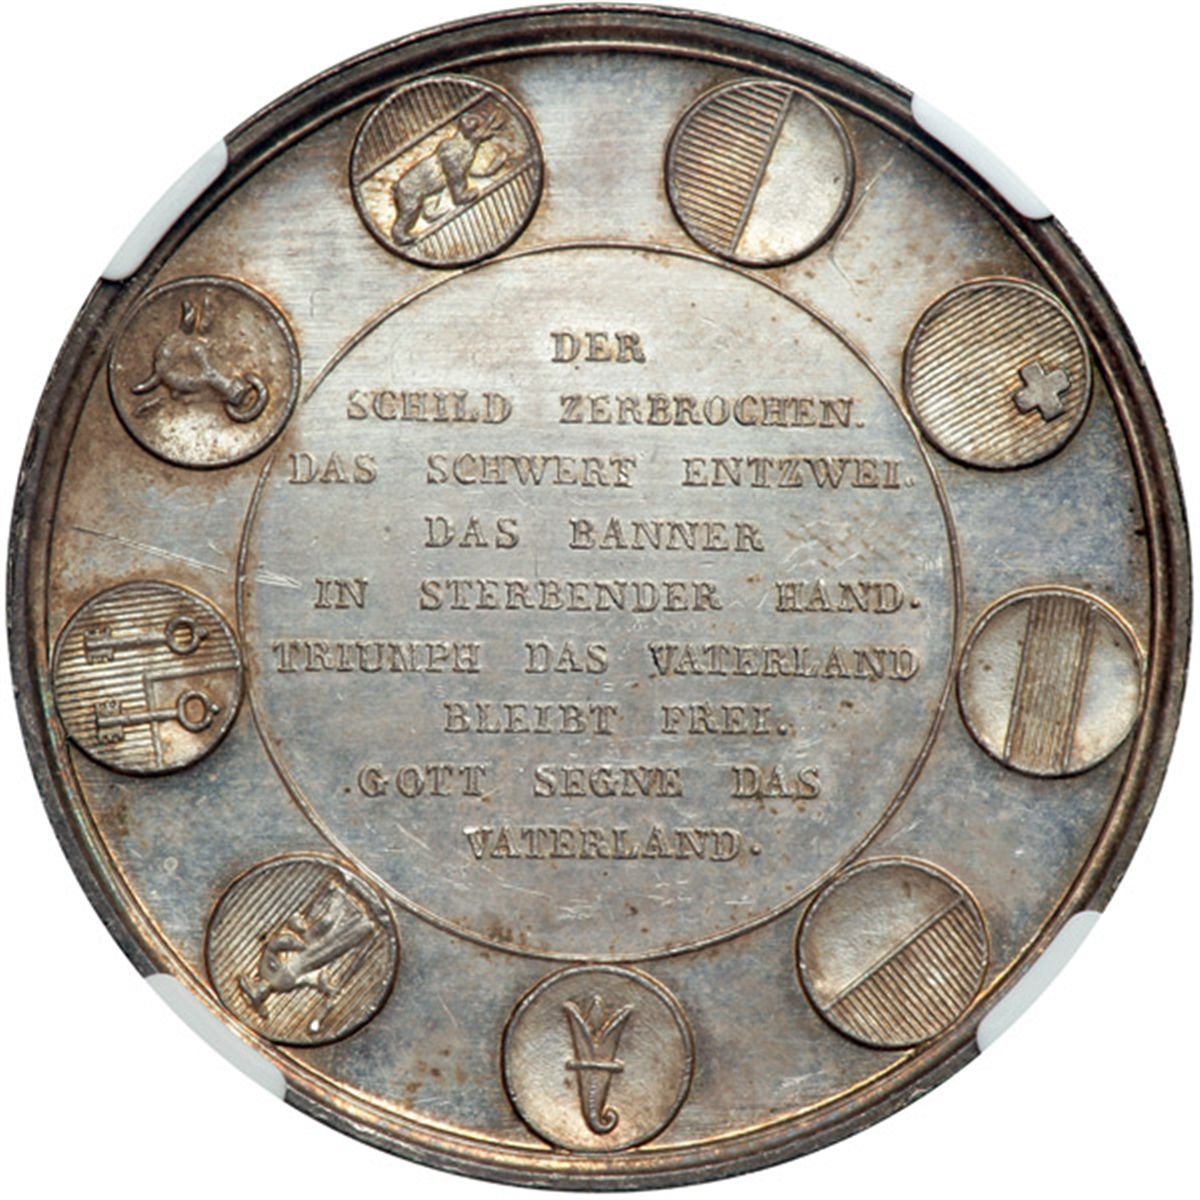 DER
SCHILD ZERBROCHEN.
DAS SCHWERT ENTZWEI.
DAS BANNER
IN STERBENDER HAND.
TRIUMPH DAS VATERLAND
BLEIBT FREI.
GOTT SEGNE DAS
VATERLAND.